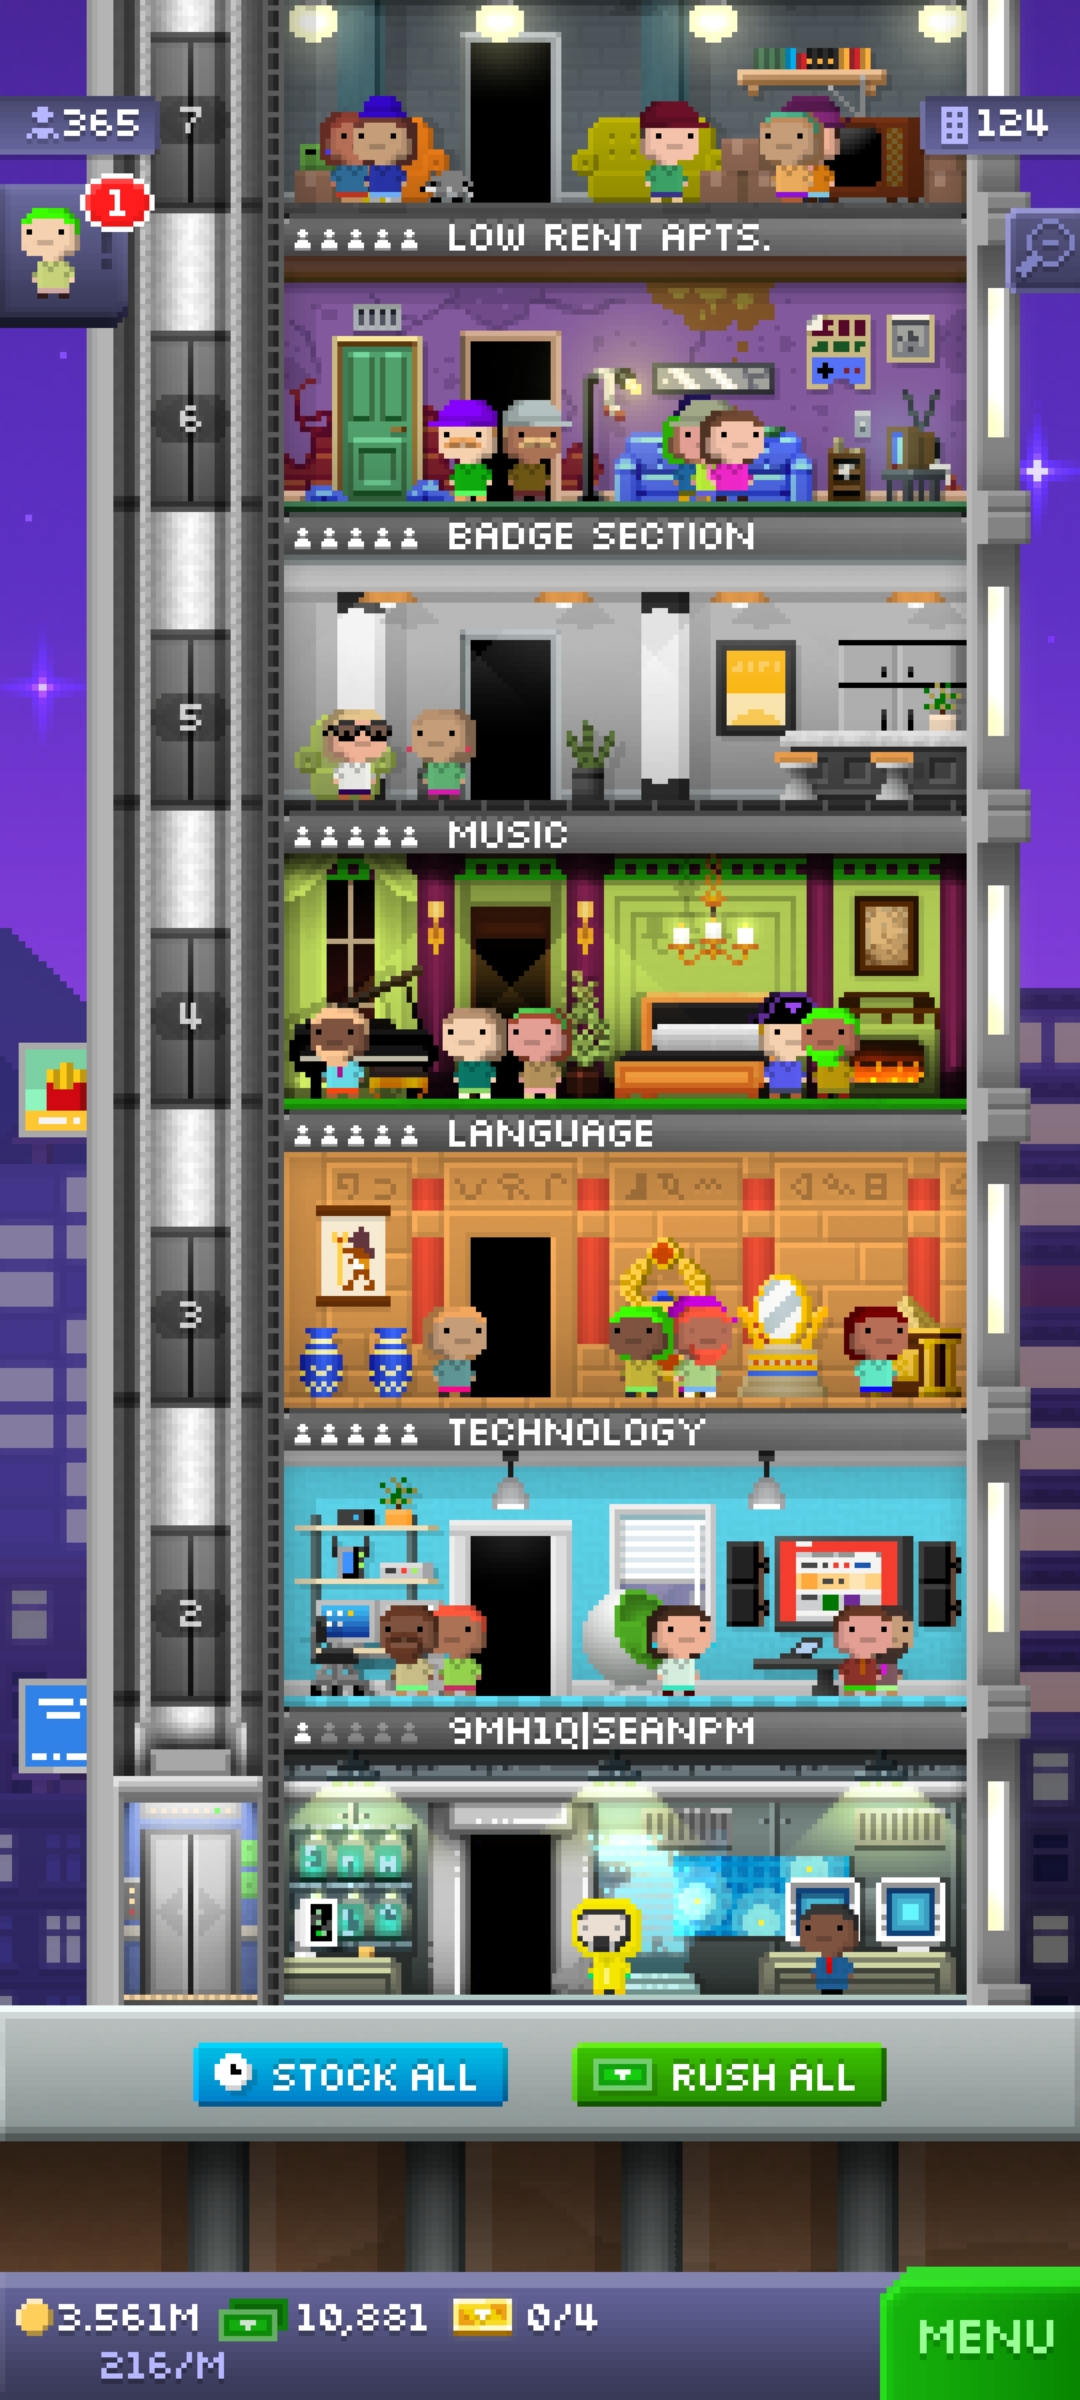 7
365
124
1
LOW RENT APTS.
6
BADGE SECTION
5
MUSIC
4
LANGUAGE
3
TECHNOLOGY
2
9MH1Q|SEANPM
STOCK ALL
RUSH ALL
3.561M
10,881
0/4
216/M
MENU